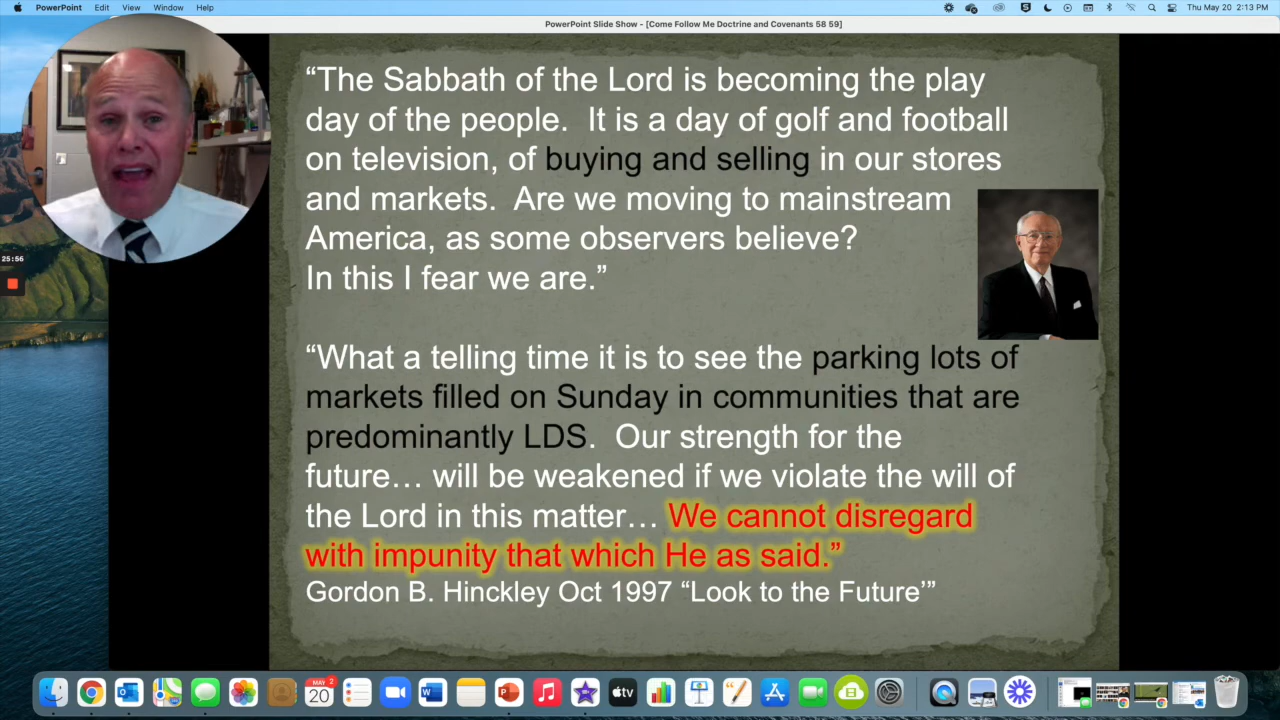 PowerPoint Edit View Window Help
Thu May 20 2:13 PM
PowerPoint Slide Show - [Come Follow Me Doctrine and Covenants 58 59]
“The Sabbath of the Lord is becoming the play
day of the people. It is a day of golf and football
on television, of buying and selling in our stores
and markets. Are we moving to mainstream
America, as some observers believe?
In this I fear we are.”
25:56
“What a telling time it is to see the parking lots of
markets filled on Sunday in communities that are
predominantly LDS. Our strength for the
future… will be weakened if we violate the will of
the Lord in this matter… We cannot disregard
with impunity that which He as said.”
Gordon B. Hinckley Oct 1997 “Look to the Future’”
MAY 2
20
tv